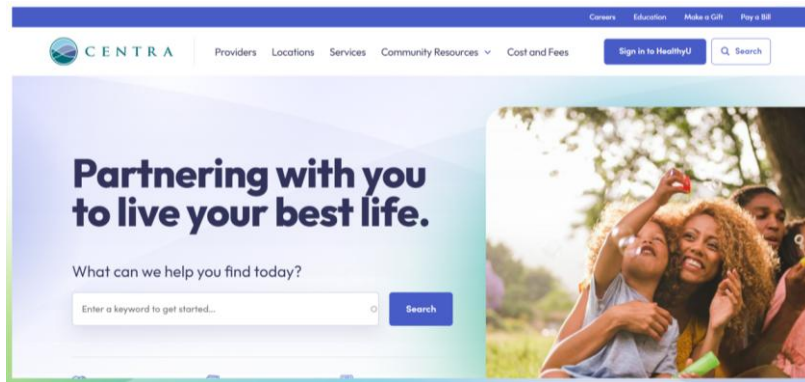 Careers Education Make a Gift Pay a Bill
CENTRA
Providers Locations Services Community Resources Cost and Fees
Sign in to HealthyU
Search
Partnering with you
to live your best life.
What can we help you find today?
Enter a keyword to get started...
Search